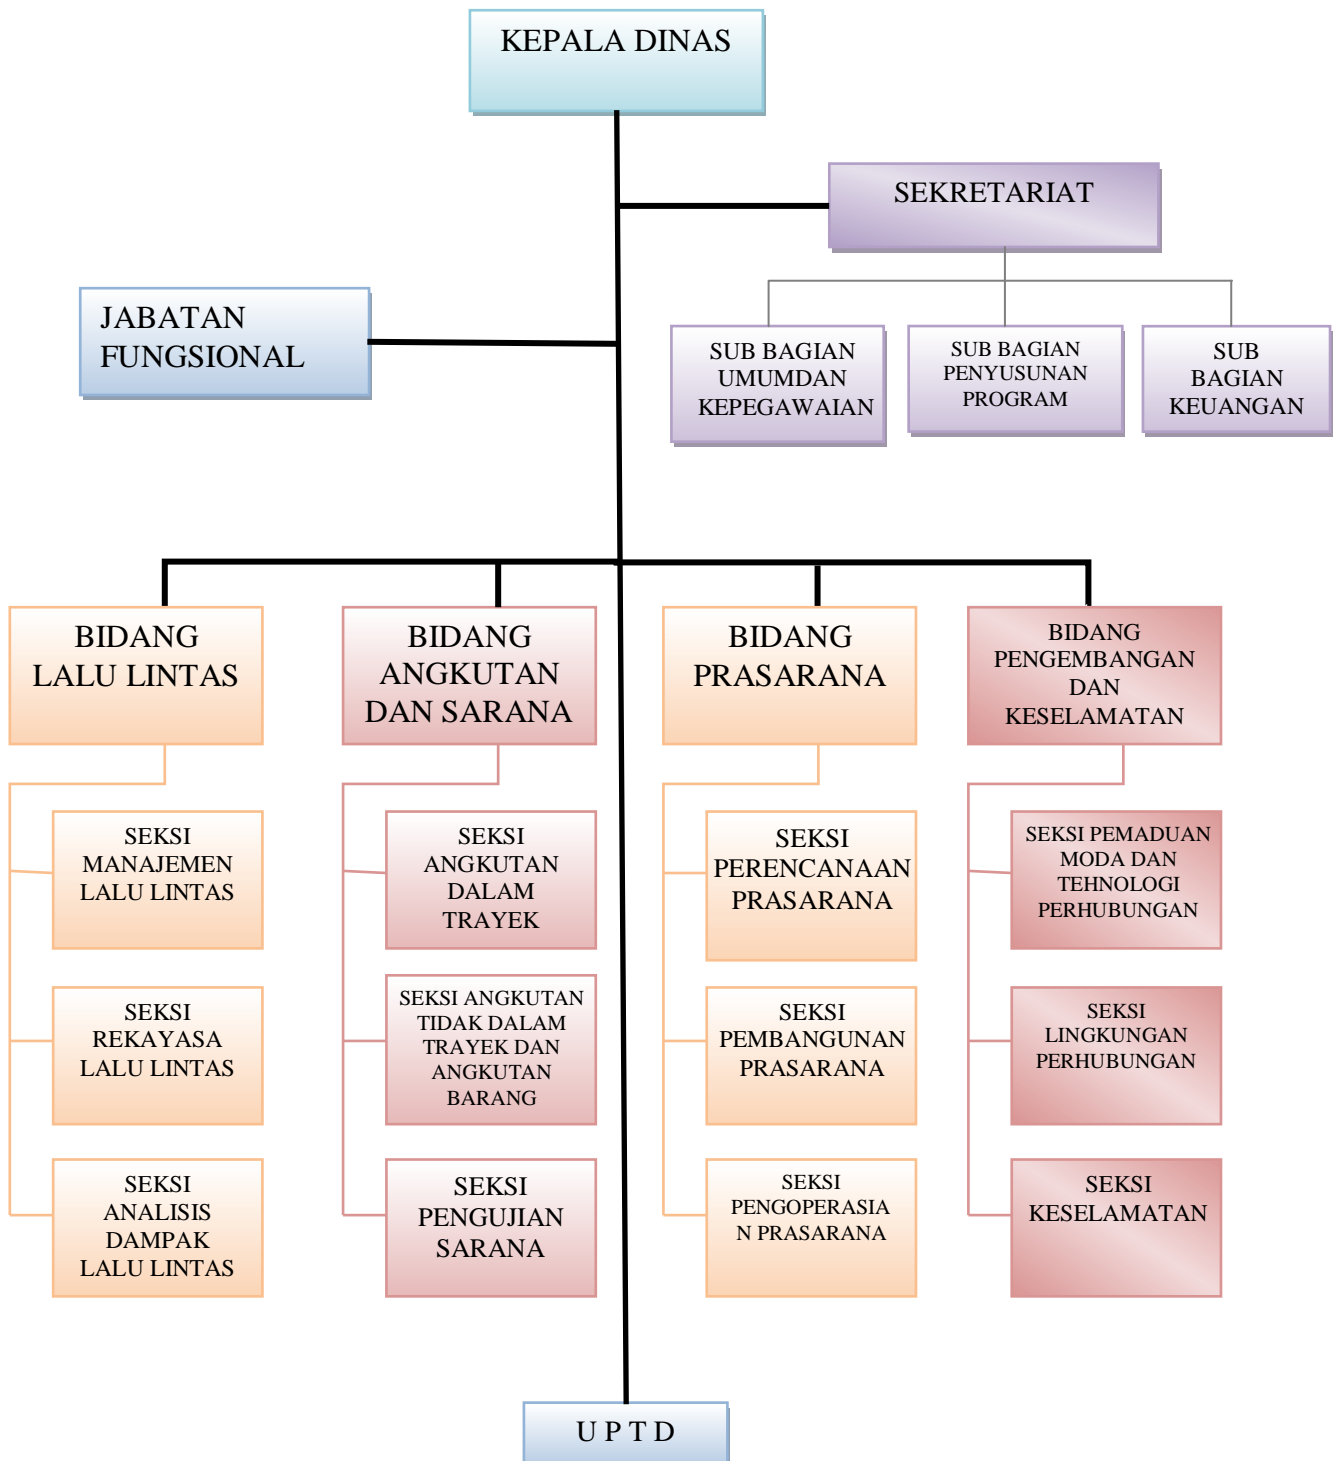 KEPALA DINAS
SEKRETARIAT
JABATAN
FUNGSIONAL
SUB BAGIAN
UMUMDAN
KEPEGAWAIAN
SUB BAGIAN
PENYUSUNAN
PROGRAM
SUB
BAGIAN
KEUANGAN
BIDANG
LALU LINTAS
BIDANG
ANGKUTAN
DAN SARANA
BIDANG
PRASARANA
BIDANG
PENGEMBANGAN
DAN
KESELAMATAN
SEKSI
MANAJEMEN
LALU LINTAS
SEKSI
ANGKUTAN
DALAM
TRAYEK
SEKSI
PERENCANAAN
PRASARANA
SEKSI PEMADUAN
MODA DAN
TEHNOLOGI
PERHUBUNGAN
SEKSI
REKAYASA
LALU LINTAS
SEKSI ANGKUTAN
TIDAK DALAM
TRAYEK DAN
ANGKUTAN
BARANG
SEKSI
PEMBANGUNAN
PRASARANA
SEKSI
LINGKUNGAN
PERHUBUNGAN
SEKSI
ANALISIS
DAMPAK
LALU LINTAS
SEKSI
PENGUJIAN
SARANA
SEKSI
PENGOPERASIA
N PRASARANA
SEKSI
KESELAMATAN
U P T D